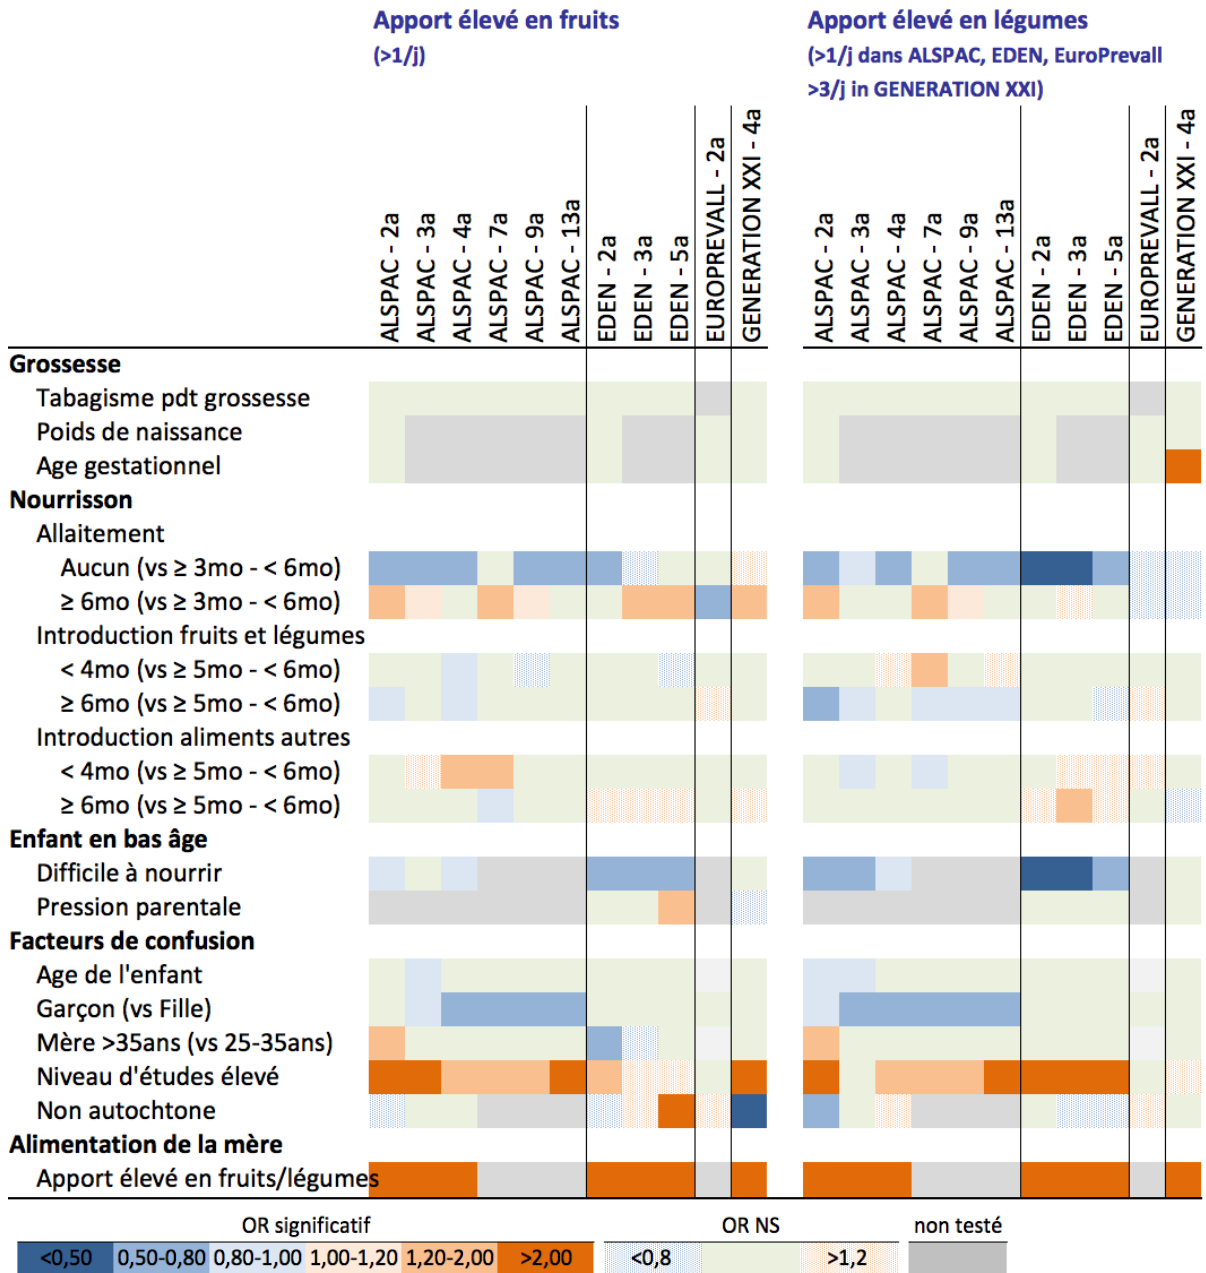 Apport élevé en fruits
(>1/j)
Apport élevé en légumes
(>1/j dans ALSPAC, EDEN, EuroPrevall
>3/j in GENERATION XXI)
ALSPAC - 2a
ALSPAC - 3a
ALSPAC - 4a
ALSPAC - 7a
ALSPAC - 9a
ALSPAC - 13a
EDEN - 2a
EDEN - 3a
EDEN - 5a
EUROPREVALL - 2a
GENERATION XXI - 4a
ALSPAC - 2a
ALSPAC - 3a
ALSPAC - 4a
ALSPAC - 7a
ALSPAC - 9a
ALSPAC - 13a
EDEN - 2a
EDEN - 3a
EDEN - 5a
EUROPREVALL - 2a
GENERATION XXI - 4a
Grossesse
Tabagisme pdt grossesse
Poids de naissance
Age gestationnel
Nourrisson
Allaitement
Aucun (vs ≥ 3mo - < 6mo)
≥ 6mo (vs ≥ 3mo - < 6mo)
Introduction fruits et légumes
< 4mo (vs ≥ 5mo - < 6mo)
≥ 6mo (vs ≥ 5mo - < 6mo)
Introduction aliments autres
< 4mo (vs ≥ 5mo - < 6mo)
≥ 6mo (vs ≥ 5mo - < 6mo)
Enfant en bas âge
Difficile à nourrir
Pression parentale
Facteurs de confusion
Age de l'enfant
Garçon (vs Fille)
Mère >35ans (vs 25-35ans)
Niveau d'études élevé
Non autochtone
Alimentation de la mère
Apport élevé en fruits/légumes
OR significatif OR NS non testé
<0,50 0,50-0,80 0,80-1,00 1,00-1,20 1,20-2,00 >2,00 <0,8 >1,2